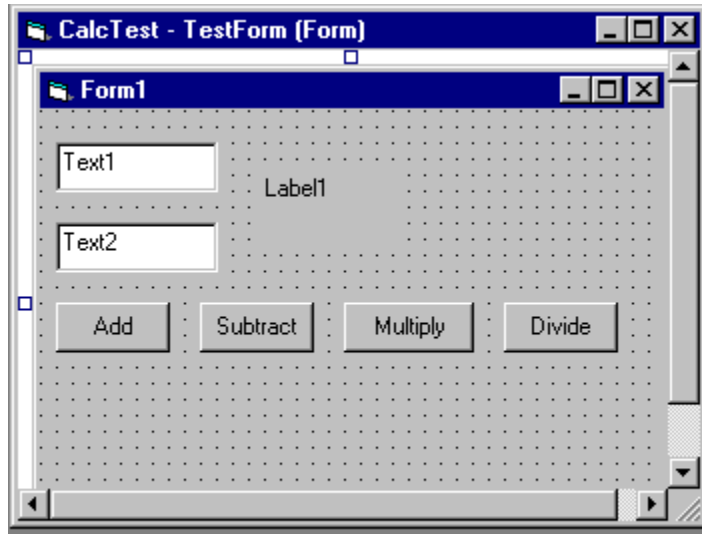 CalcTest - TestForm (Form)
Form1
Text1
Label1
Text2
Add Subtract Multiply Divide